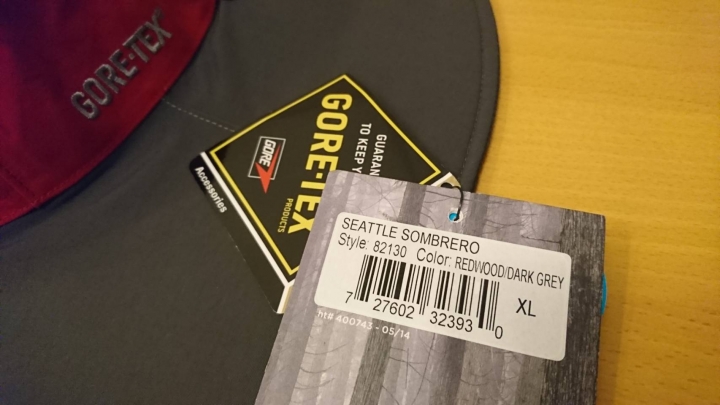 GORE-TEX
GUARAN
TO KEEP Y
GORE-TEX
PRODUCTS
GORE
Accessories
SEATTLE SOMBRERO
Style: 82130 Color: REDWOOD/DARK GREY
XL
7 27602 32393 0
ht# 400743 - 05/14